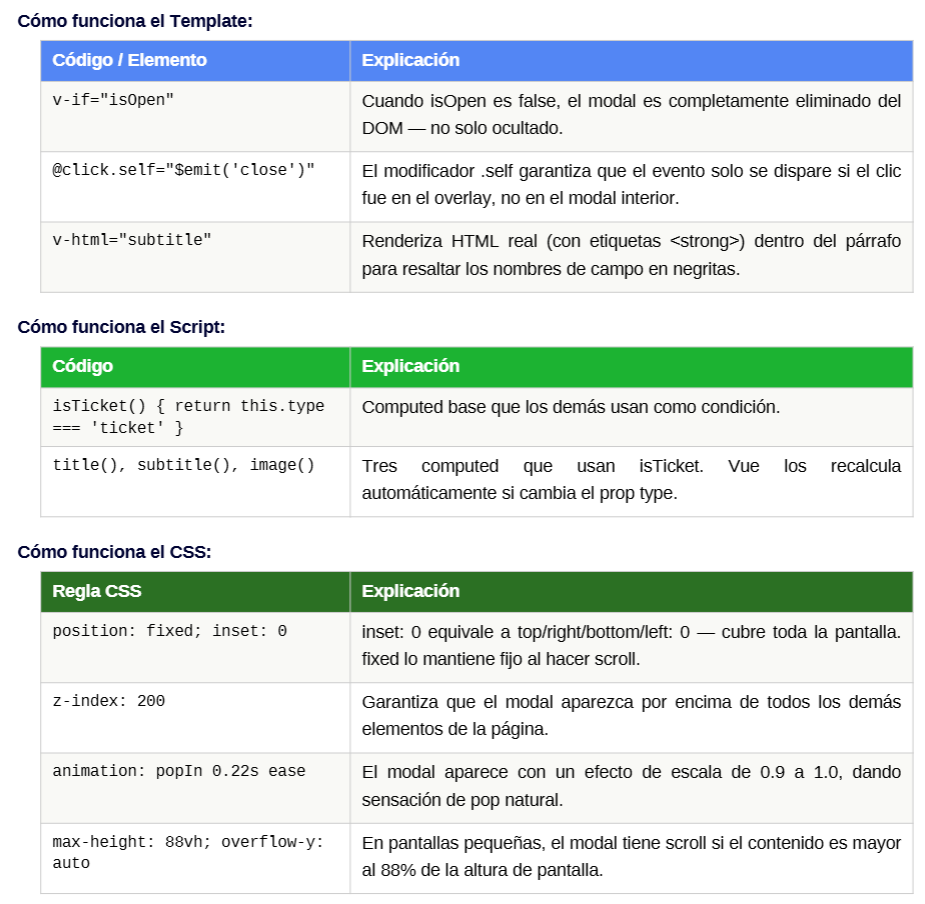 Cómo funciona el Template:
Código / Elemento Explicación
v-if="isOpen" Cuando isOpen es false, el modal es completamente eliminado del
DOM — no solo ocultado.
@click.self="$emit('close')" El modificador .self garantiza que el evento solo se dispare si el clic
fue en el overlay, no en el modal interior.
v-html="subtitle" Renderiza HTML real (con etiquetas <strong>) dentro del párrafo
para resaltar los nombres de campo en negritas.
Cómo funciona el Script:
Código Explicación
isTicket() { return this.type Computed base que los demás usan como condición.
=== 'ticket' }
title(), subtitle(), image() Tres computed que usan isTicket. Vue los recalcula
automáticamente si cambia el prop type.
Cómo funciona el CSS:
Regla CSS Explicación
position: fixed; inset: 0 inset: 0 equivale a top/right/bottom/left: 0 — cubre toda la pantalla.
fixed lo mantiene fijo al hacer scroll.
z-index: 200 Garantiza que el modal aparezca por encima de todos los demás
elementos de la página.
animation: popIn 0.22s ease El modal aparece con un efecto de escala de 0.9 a 1.0, dando
sensación de pop natural.
max-height: 88vh; overflow-y: En pantallas pequeñas, el modal tiene scroll si el contenido es mayor
auto al 88% de la altura de pantalla.